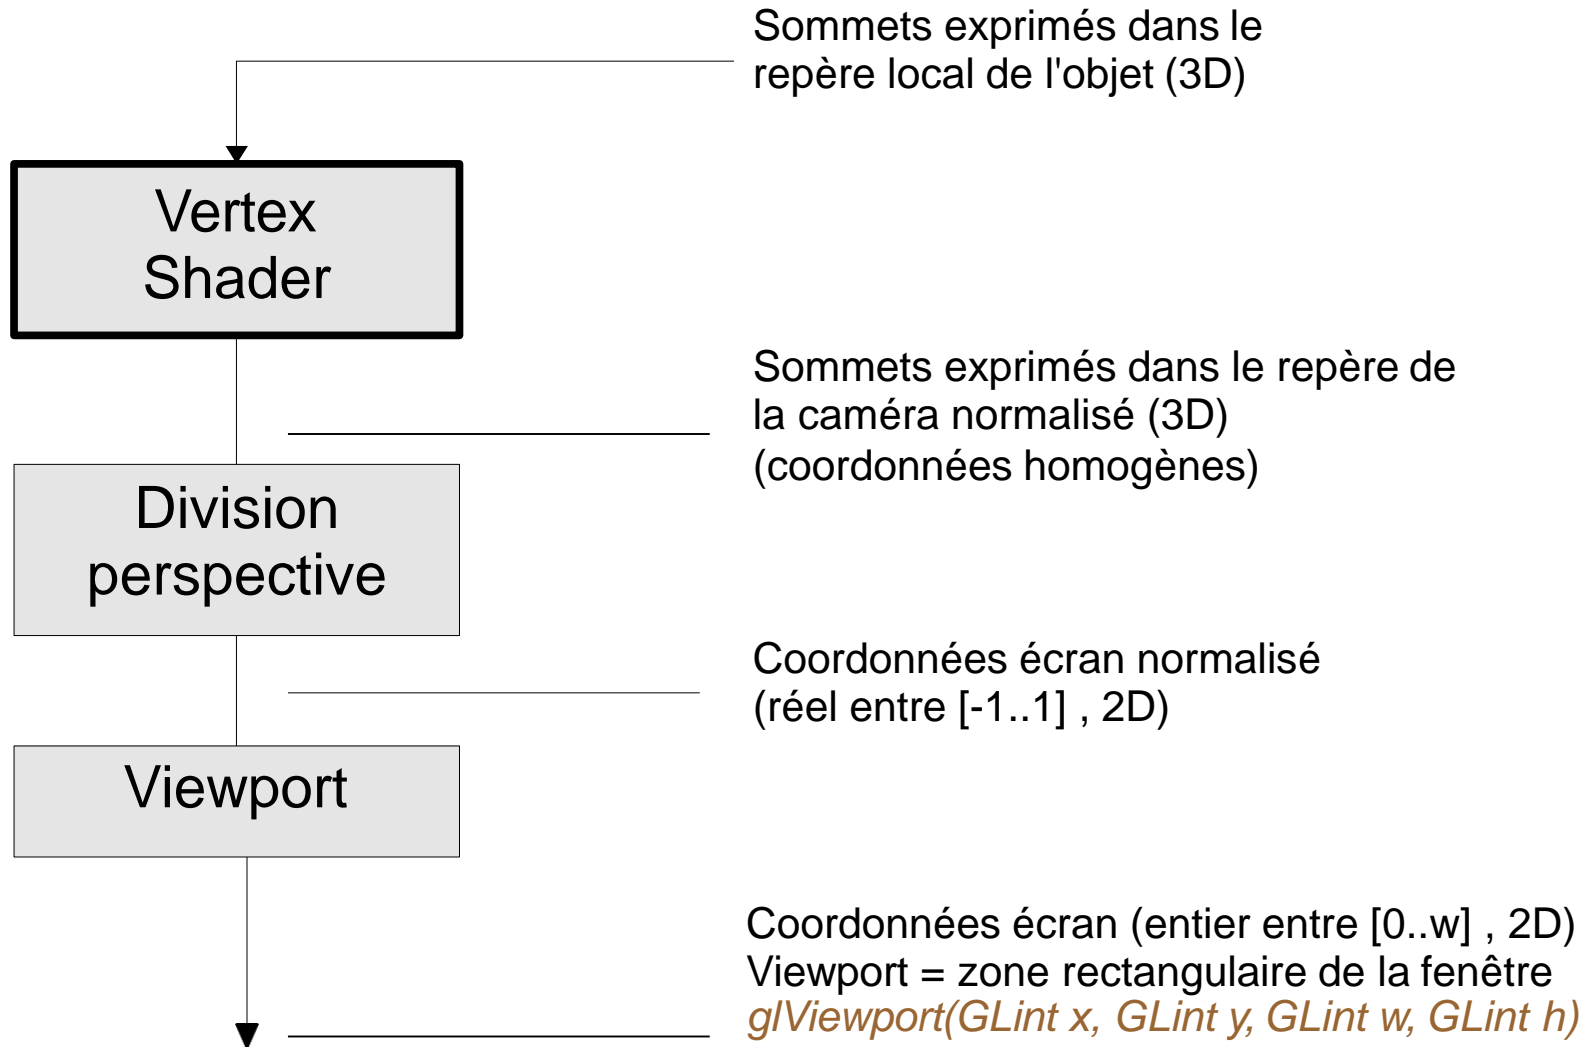 Sommets exprimés dans le
repère local de l'objet (3D)
Vertex
Shader
Sommets exprimés dans le repère de
la caméra normalisé (3D)
(coordonnées homogènes)
Division
perspective
Coordonnées écran normalisé
(réel entre [-1..1] , 2D)
Viewport
Coordonnées écran (entier entre [0..w] , 2D)
Viewport = zone rectangulaire de la fenêtre
glViewport(GLint x, GLint y, GLint w, GLint h)